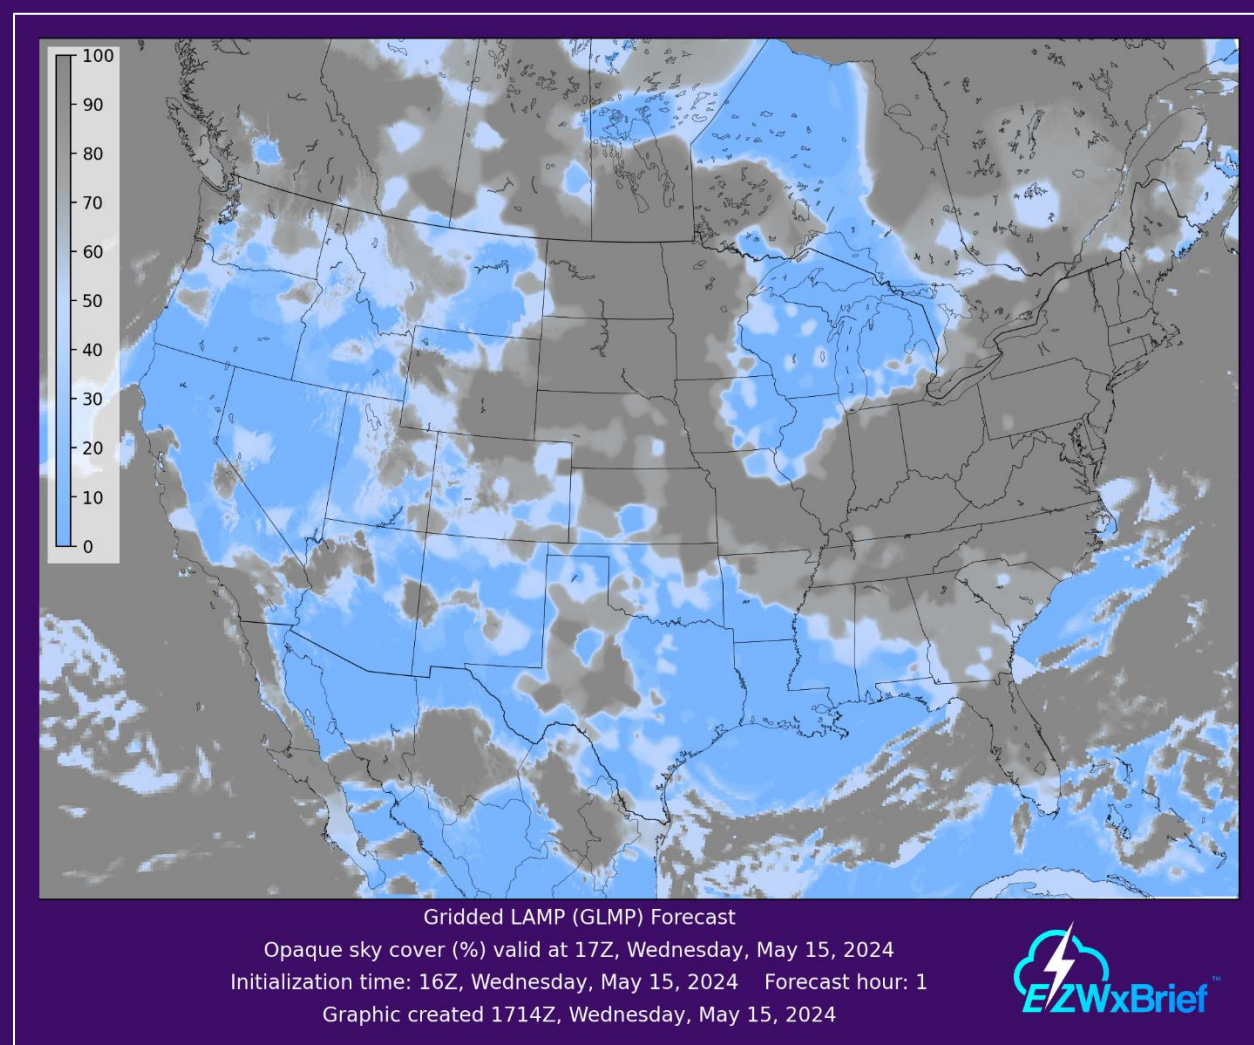 100
90
80
70
60
50
40
30
20
10
0
Gridded LAMP (GLMP) Forecast
Opaque sky cover (%) valid at 17Z, Wednesday, May 15, 2024
Initialization time: 16Z, Wednesday, May 15, 2024 Forecast hour: 1
Graphic created 1714Z, Wednesday, May 15, 2024
EZWxBrief™